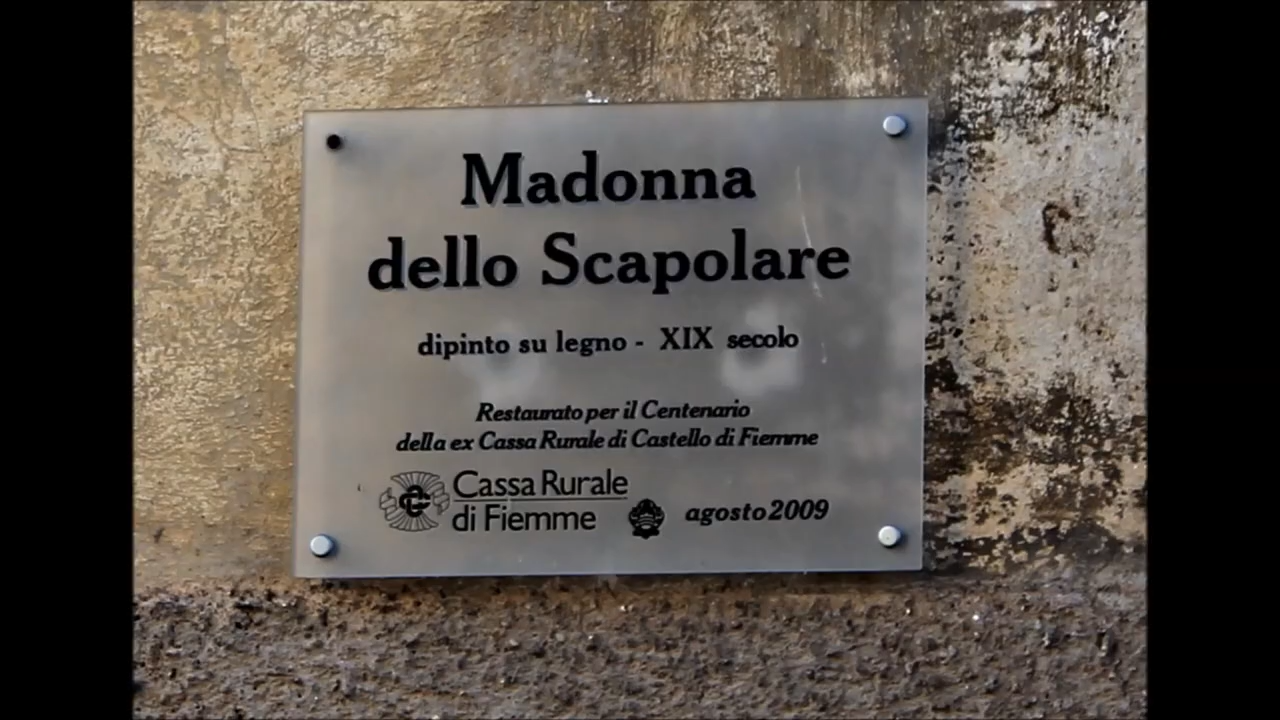 Madonna
dello Scapolare
dipinto su legno - XIX secolo
Restaurato per il Centenario
della ex Cassa Rurale di Castello di Fiemme
Cassa Rurale
di Fiemme
agosto 2009